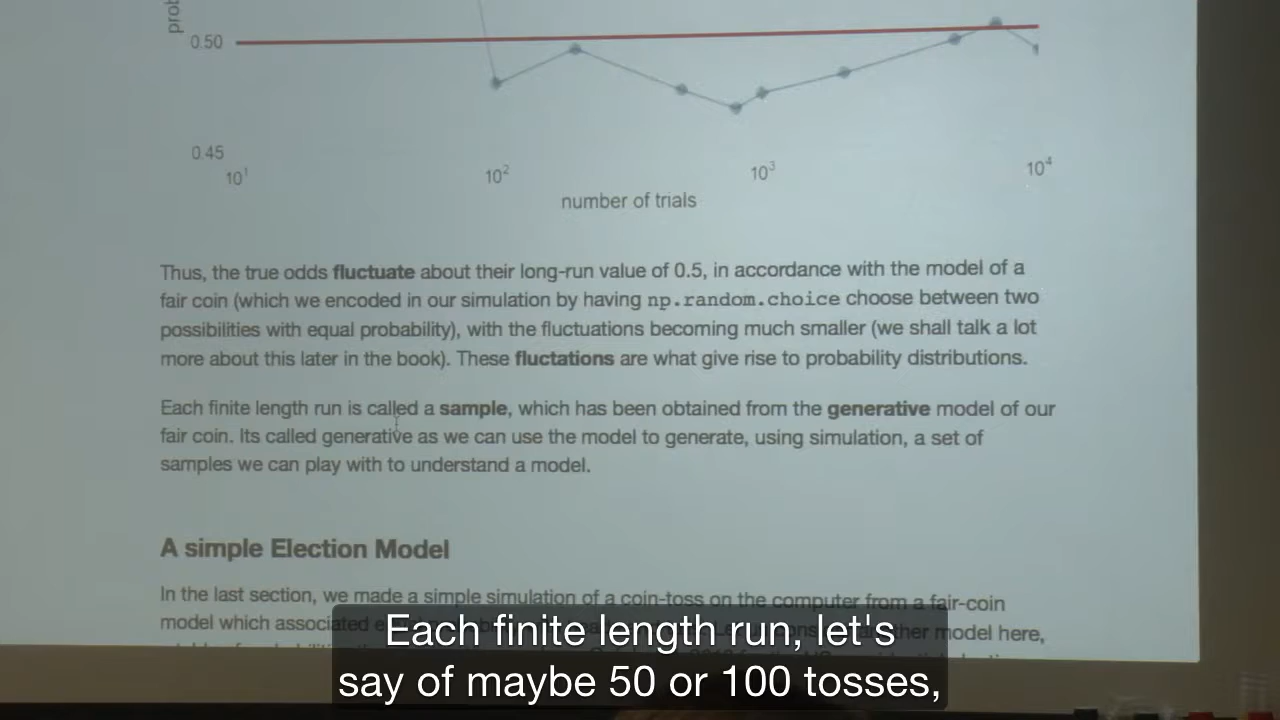 prob
0.50
0.45
10¹ 10² 10³ 10⁴
number of trials
Thus, the true odds fluctuate about their long-run value of 0.5, in accordance with the model of a
fair coin (which we encoded in our simulation by having np.random.choice choose between two
possibilities with equal probability), with the fluctuations becoming much smaller (we shall talk a lot
more about this later in the book). These fluctations are what give rise to probability distributions.
Each finite length run is called a sample, which has been obtained from the generative model of our
fair coin. Its called generative as we can use the model to generate, using simulation, a set of
samples we can play with to understand a model.
A simple Election Model
In the last section, we made a simple simulation of a coin-toss on the computer from a fair-coin
model which associated model here,
Each finite length run, let's
say of maybe 50 or 100 tosses,